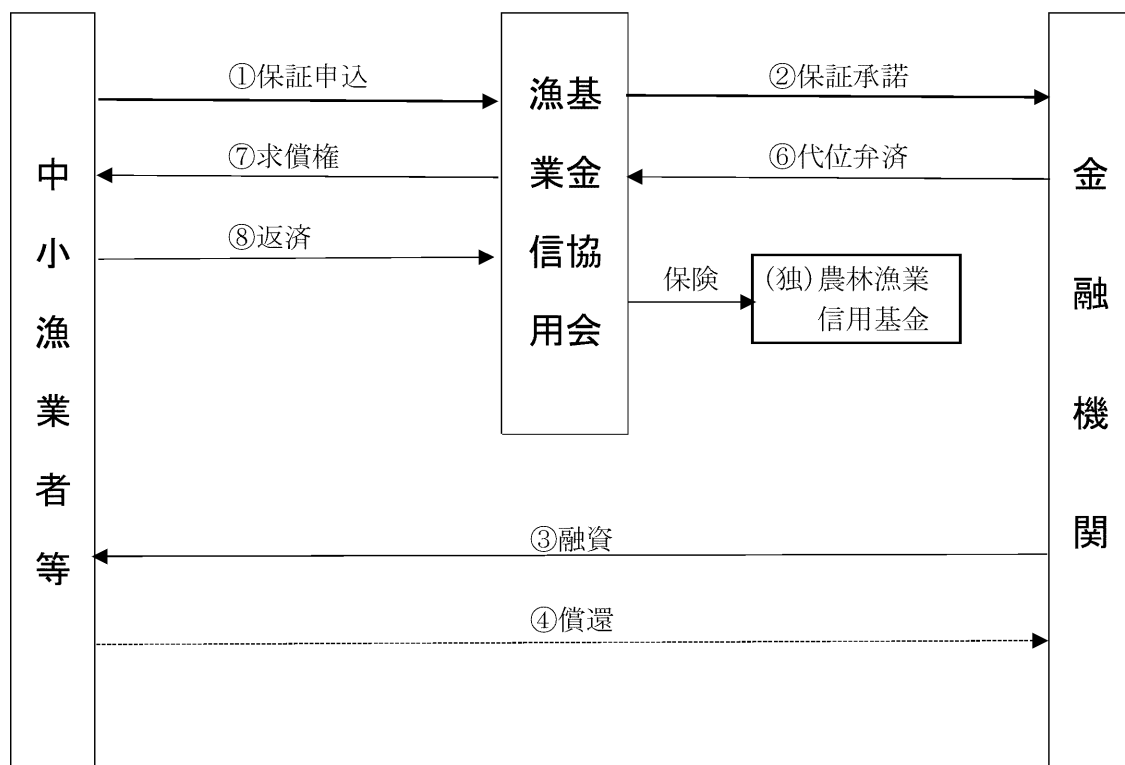 中小漁業者等
①保証申込
⑦求償権
⑧返済
漁業信用
基金協会
②保証承諾
⑥代位弁済
保険
(独)農林漁業
信用基金
金融機関
③融資
④償還